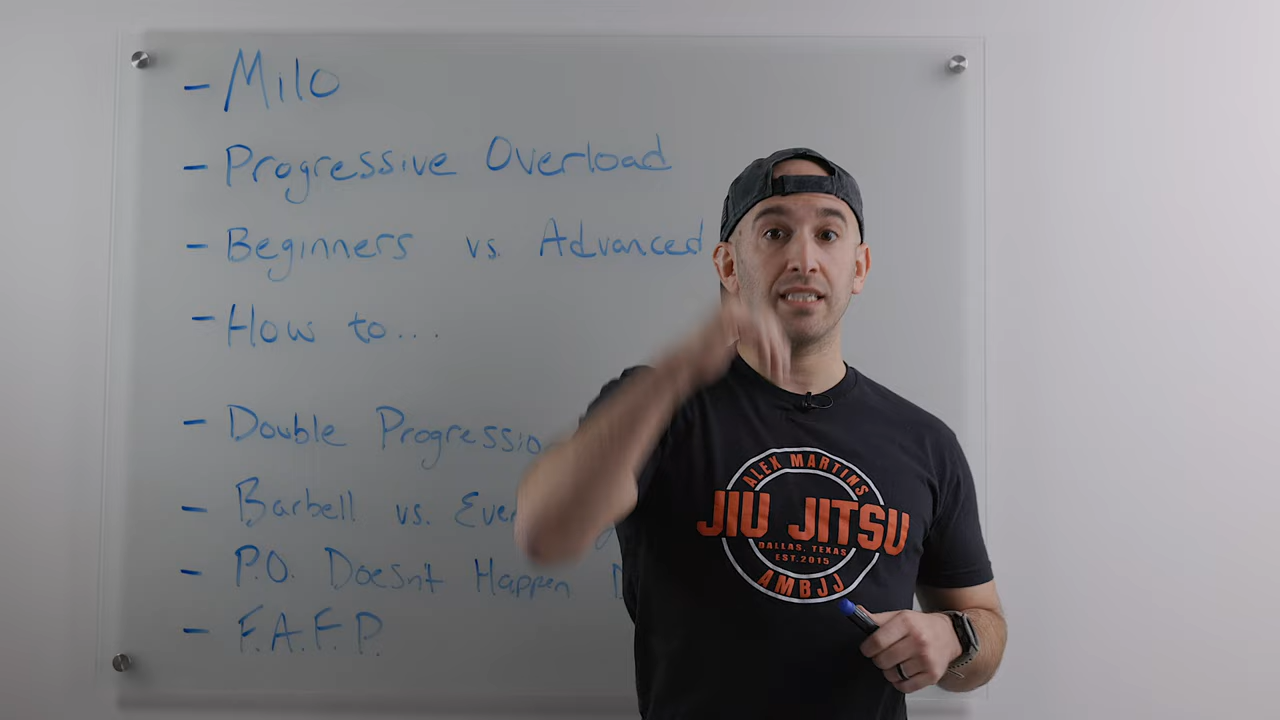 - Milo
- Progressive Overload
- Beginners vs. Advanced
- How to...
- Double Progressio
- Barbell vs. Ever
- P.O. Doesn't Happen
- F.A.F.P.
ALEX MARTINS
JIU JITSU
DALLAS, TEXAS
EST.2015
AMBJJ